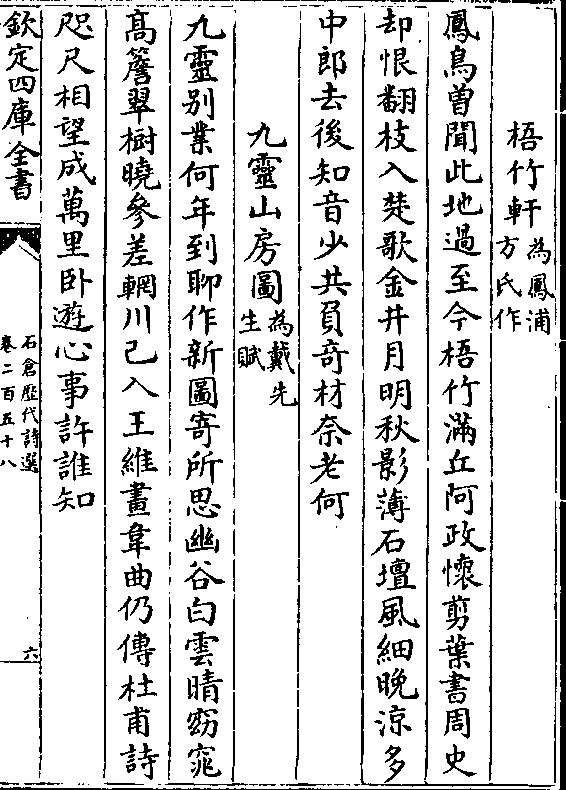 梧竹軒為鳳浦方氏作
鳳鳥曽聞此地過至今梧竹滿丘阿政懷剪葉書周史
却恨翻枝入楚歌金井月明秋影薄石壇風細晚涼多
中郎去後知音少共負奇材奈老何
九靈山房圖為戴先生賦
九靈别業何年到聊作新圖寄所思幽谷白雲晴窈窕
髙簷翠樹曉參差輞川已入王維畫韋曲仍傳杜甫詩
咫尺相望成萬里卧遊心事許誰知
欽定四庫全書
石倉歴代詩選
卷二百五十八
六